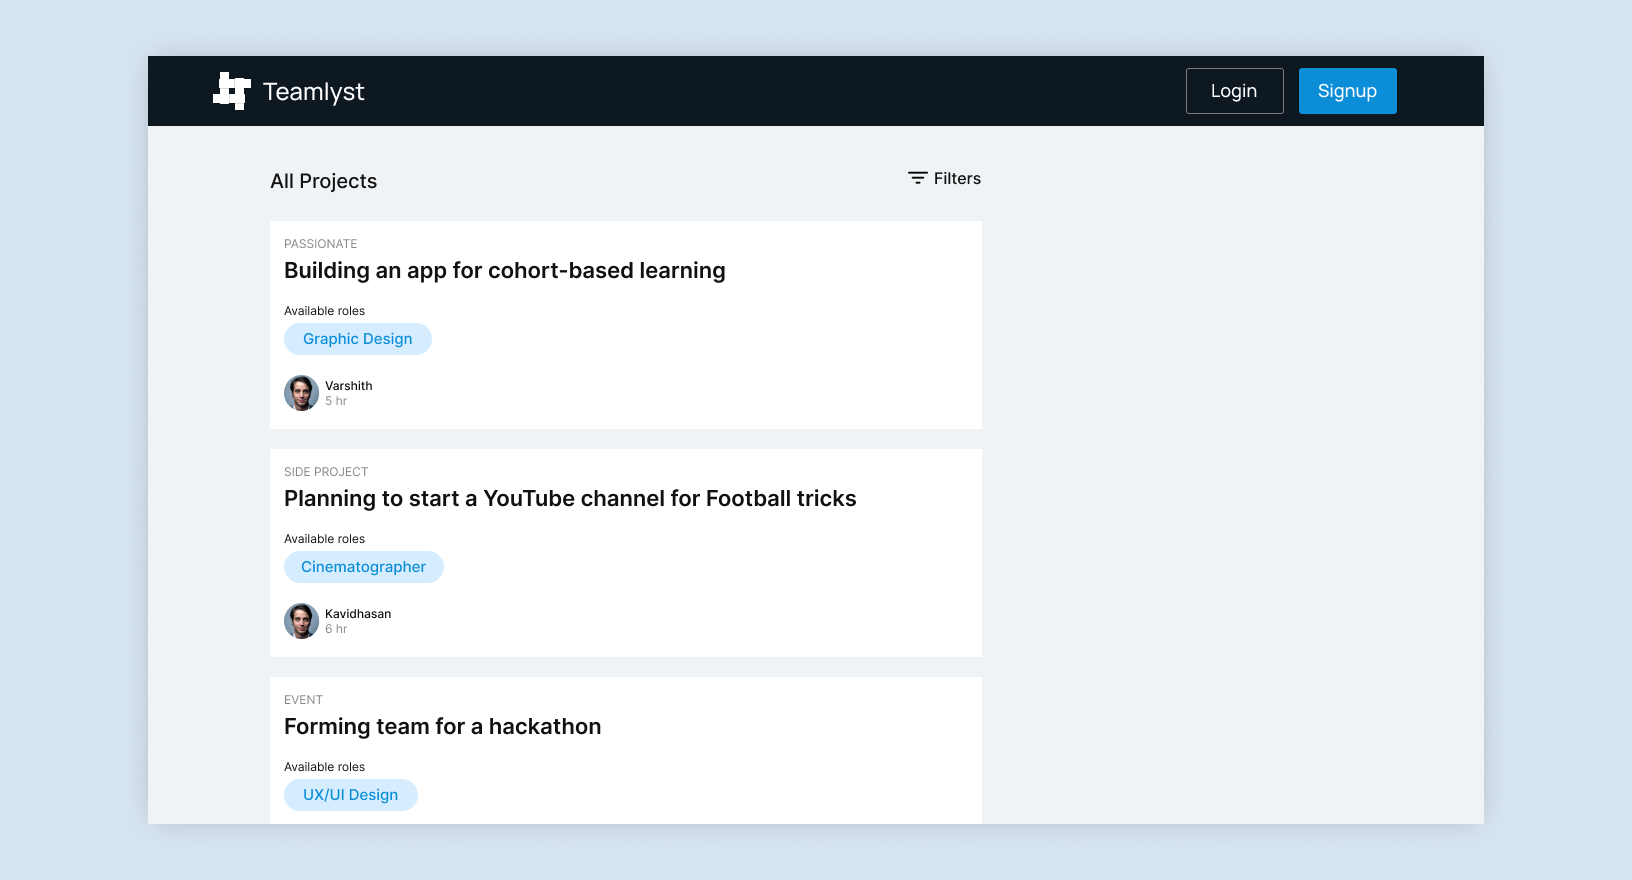 Teamlyst
Login
Signup
All Projects
Filters
PASSIONATE
Building an app for cohort-based learning
Available roles
Graphic Design
Varshith
5 hr
SIDE PROJECT
Planning to start a YouTube channel for Football tricks
Available roles
Cinematographer
Kavidhasan
6 hr
EVENT
Forming team for a hackathon
Available roles
UX/UI Design